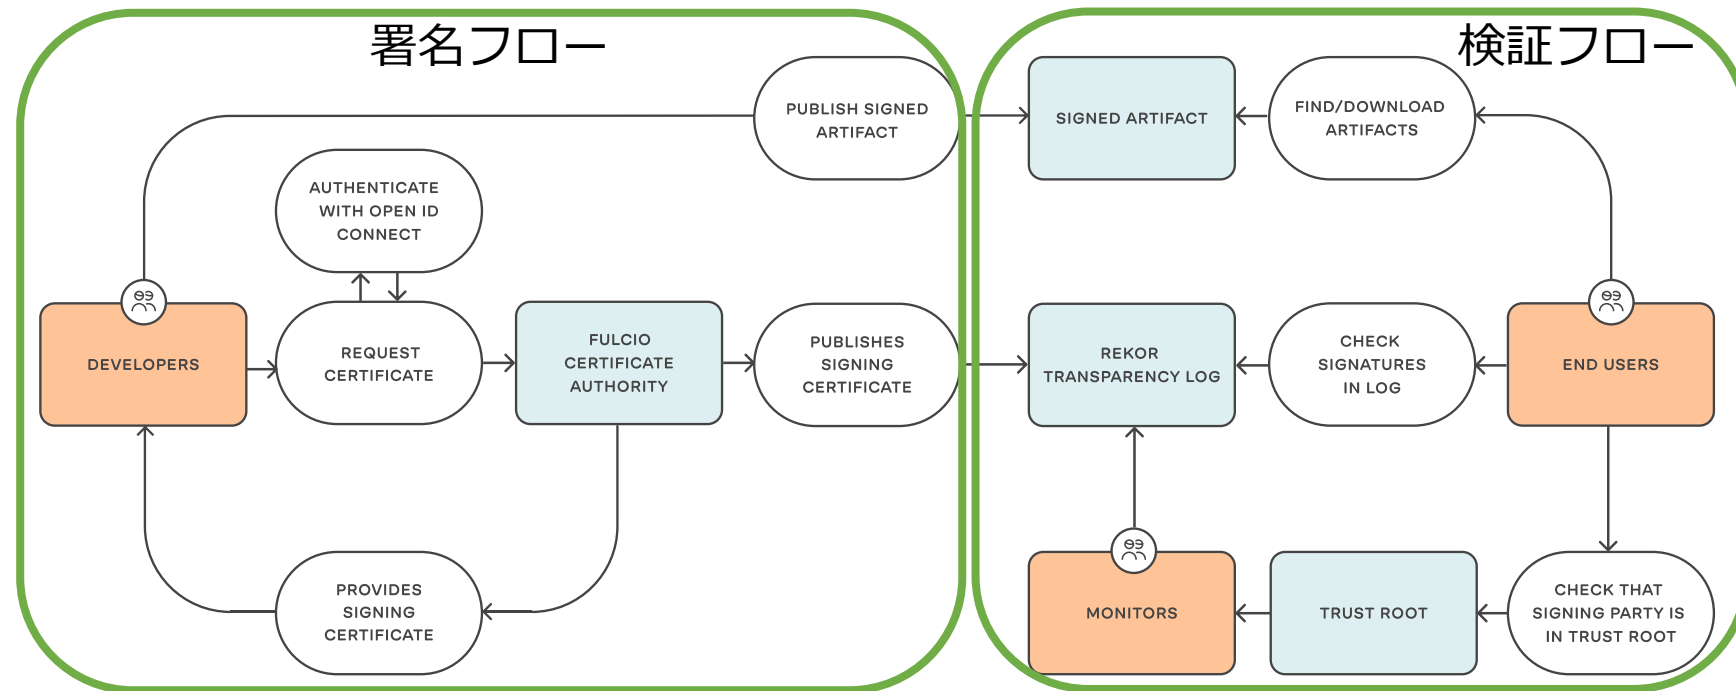 署名フロー
検証フロー
PUBLISH SIGNED
ARTIFACT
SIGNED ARTIFACT
FIND/DOWNLOAD
ARTIFACTS
AUTHENTICATE
WITH OPEN ID
CONNECT
DEVELOPERS
REQUEST
CERTIFICATE
FULCIO
CERTIFICATE
AUTHORITY
PUBLISHES
SIGNING
CERTIFICATE
REKOR
TRANSPARENCY LOG
CHECK
SIGNATURES
IN LOG
END USERS
PROVIDES
SIGNING
CERTIFICATE
MONITORS
TRUST ROOT
CHECK THAT
SIGNING PARTY IS
IN TRUST ROOT